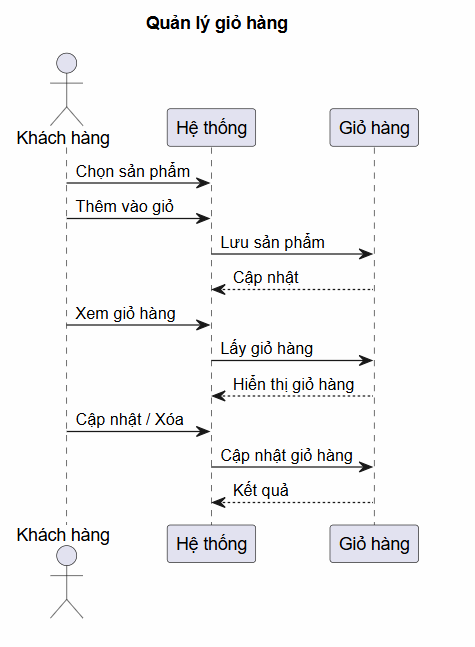 Quản lý giỏ hàng
Khách hàng
Hệ thống
Giỏ hàng
Chọn sản phẩm
Thêm vào giỏ
Lưu sản phẩm
Cập nhật
Xem giỏ hàng
Lấy giỏ hàng
Hiển thị giỏ hàng
Cập nhật / Xóa
Cập nhật giỏ hàng
Kết quả
Khách hàng
Hệ thống
Giỏ hàng